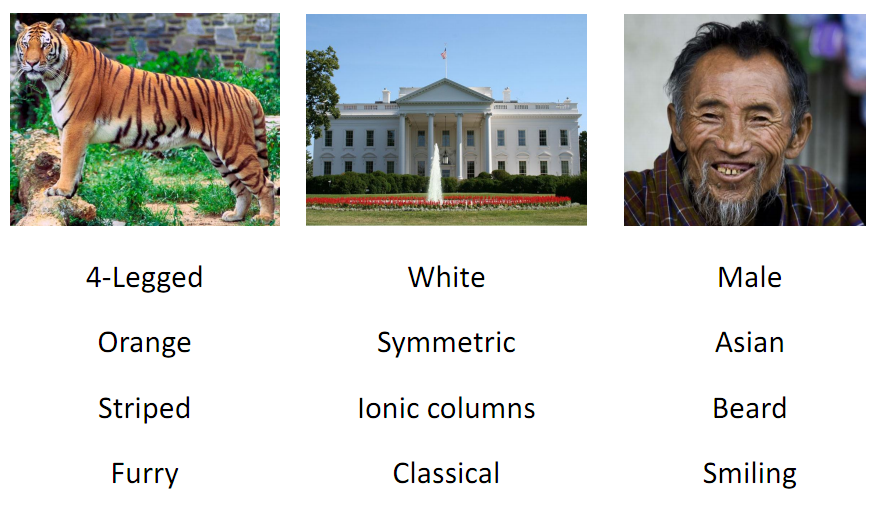 4-Legged
White
Male
Orange
Symmetric
Asian
Striped
Ionic columns
Beard
Furry
Classical
Smiling